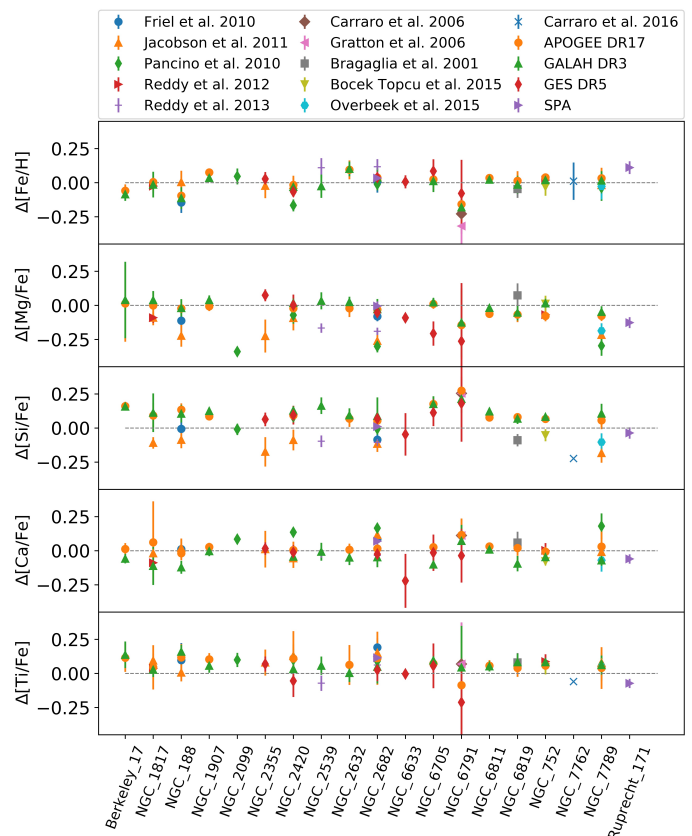 Friel et al. 2010 Carraro et al. 2006 Carraro et al. 2016
Jacobson et al. 2011 Gratton et al. 2006 APOGEE DR17
Pancino et al. 2010 Bragaglia et al. 2001 GALAH DR3
Reddy et al. 2012 Bocek Topcu et al. 2015 GES DR5
Reddy et al. 2013 Overbeek et al. 2015 SPA
Δ[Fe/H]
0.25
0.00
−0.25
Δ[Mg/Fe]
0.25
0.00
−0.25
Δ[Si/Fe]
0.25
0.00
−0.25
Δ[Ca/Fe]
0.25
0.00
−0.25
Δ[Ti/Fe]
0.25
0.00
−0.25
Berkeley_17 NGC_1817 NGC_188 NGC_1907 NGC_2099 NGC_2355 NGC_2420 NGC_2539 NGC_2632 NGC_2682 NGC_6633 NGC_6705 NGC_6791 NGC_6811 NGC_6819 NGC_752 NGC_7762 NGC_7789 Ruprecht_171